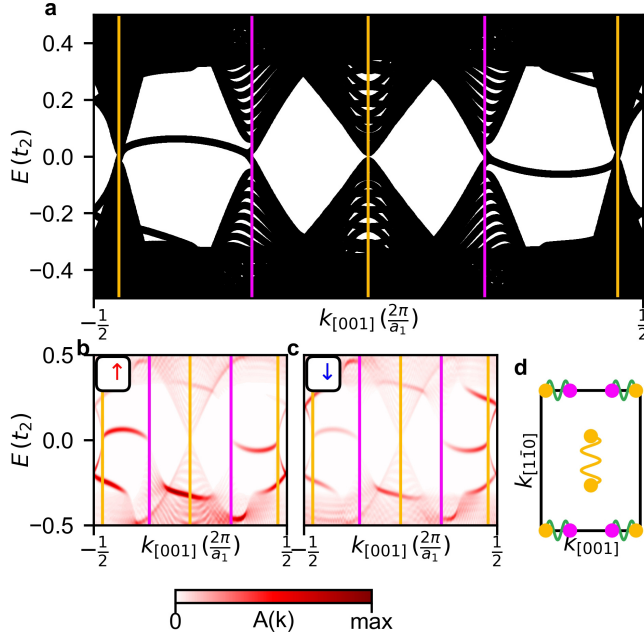 a
E (t₂)
0.4
0.2
0.0
−0.2
−0.4
−1/2
k[001] (2π/a₁)
1/2
b
↑
E (t₂)
0.5
0.0
−0.5
−1/2
k[001] (2π/a₁)
1/2
c
↓
−1/2
k[001] (2π/a₁)
1/2
d
k[11̄0]
k[001]
0
A(k)
max